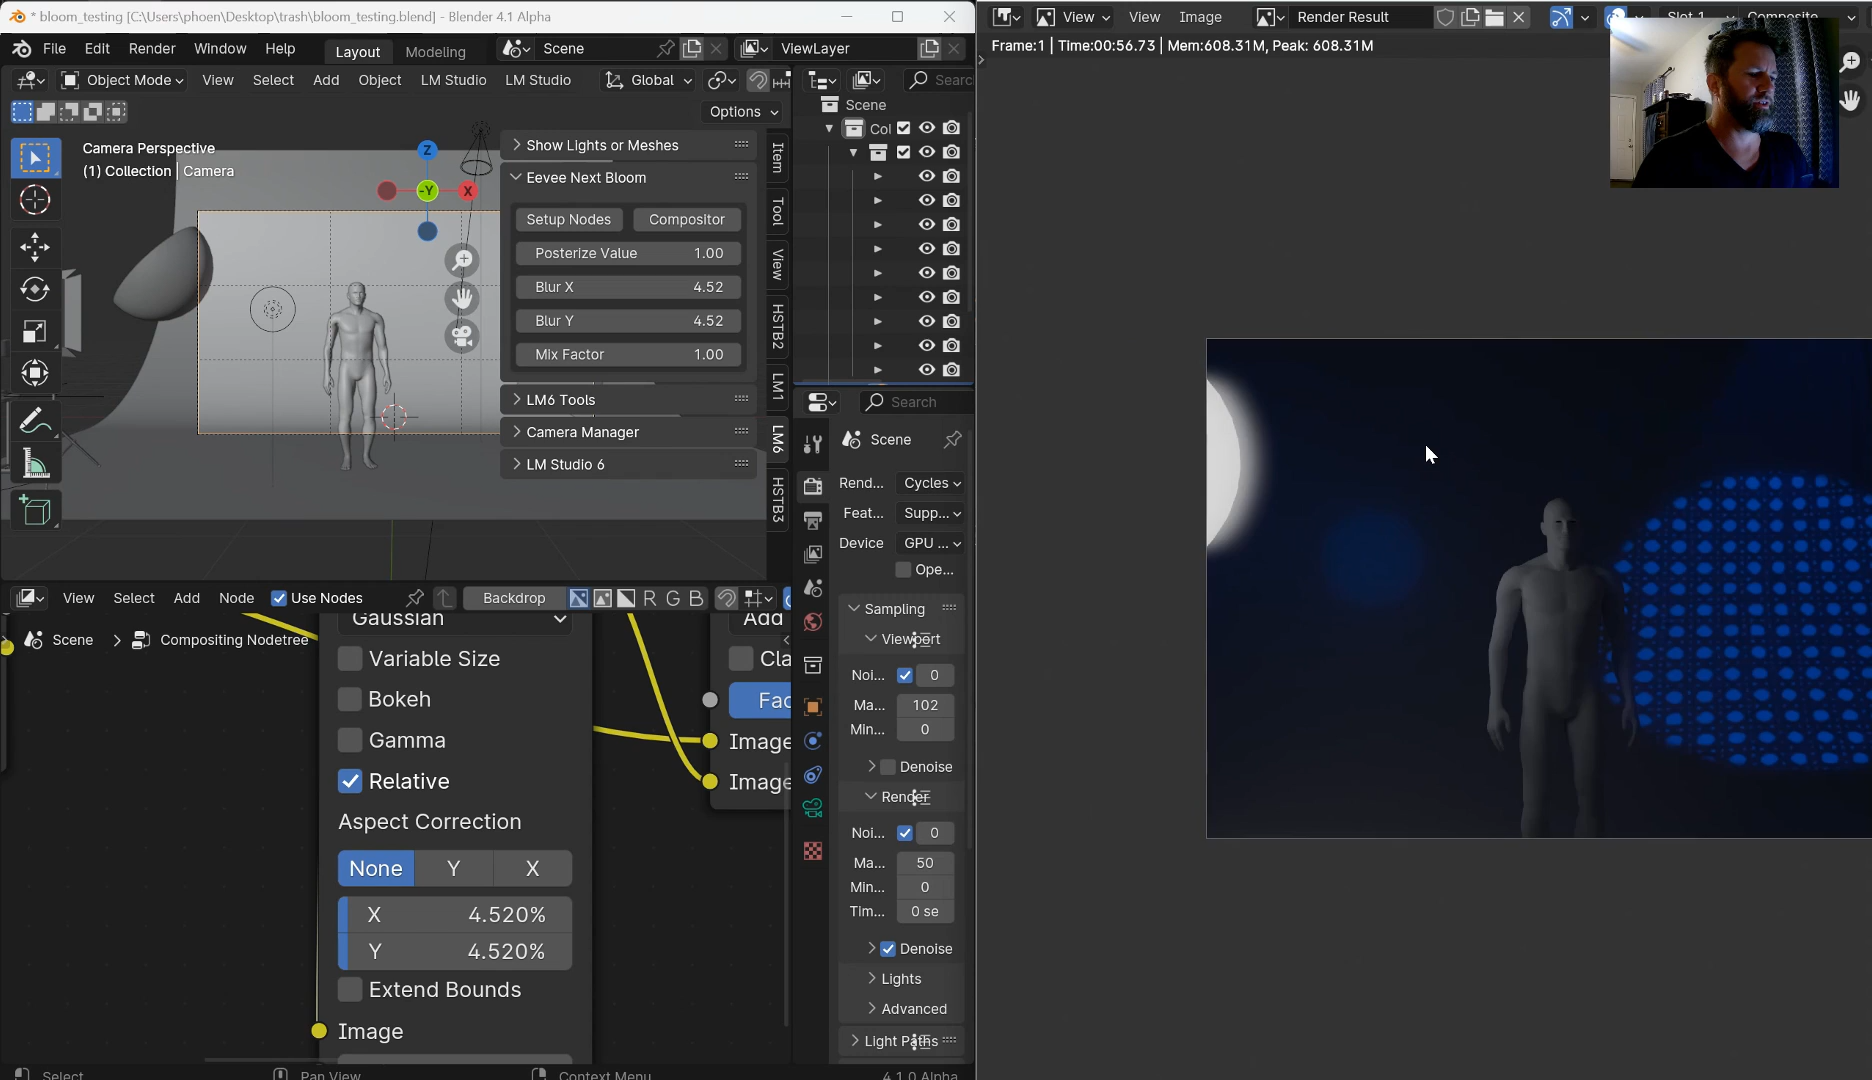 * bloom_testing [C:\Users\phoen\Desktop\trash\bloom_testing.blend] - Blender 4.1 Alpha
File Edit Render Window Help Layout Modeling Scene ViewLayer
Object Mode View Select Add Object LM Studio LM Studio Global
Options
Camera Perspective
(1) Collection | Camera
Z
-Y X
Show Lights or Meshes
Eevee Next Bloom
Setup Nodes Compositor
Posterize Value 1.00
Blur X 4.52
Blur Y 4.52
Mix Factor 1.00
LM6 Tools
Camera Manager
LM Studio 6
Item
Tool
View
HSTB2
LM1
LM6
HSTB3
Scene
Col
Search
Scene
Rend... Cycles
Feat... Supp...
Device GPU ...
Ope...
Sampling
Viewport
Noi... 0
Ma... 102
Min... 0
Denoise
Render
Noi... 0
Ma... 50
Min... 0
Tim... 0 se
Denoise
Lights
Advanced
Light Paths
View Select Add Node Use Nodes Backdrop R G B
Scene > Compositing Nodetree
Gaussian
Variable Size
Bokeh
Gamma
Relative
Aspect Correction
None Y X
X 4.520%
Y 4.520%
Extend Bounds
Image
Add
Cla
Fac
Image
Image
Select Pan View Context Menu 4.1.0 Alpha
View View Image Render Result Slot 1 Composite
Frame:1 | Time:00:56.73 | Mem:608.31M, Peak: 608.31M